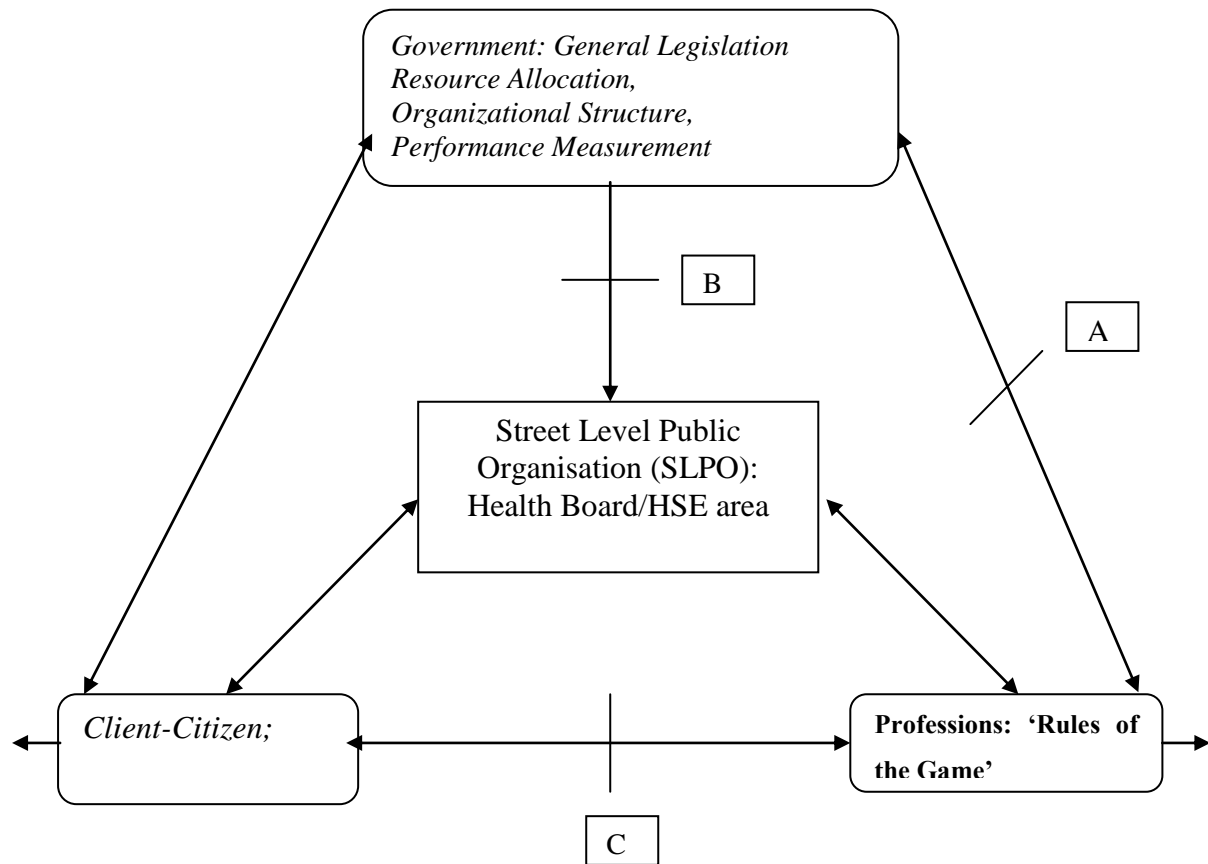 Government: General Legislation
Resource Allocation,
Organizational Structure,
Performance Measurement
B
A
Street Level Public
Organisation (SLPO):
Health Board/HSE area
Client-Citizen;
Professions: ‘Rules of
the Game’
C